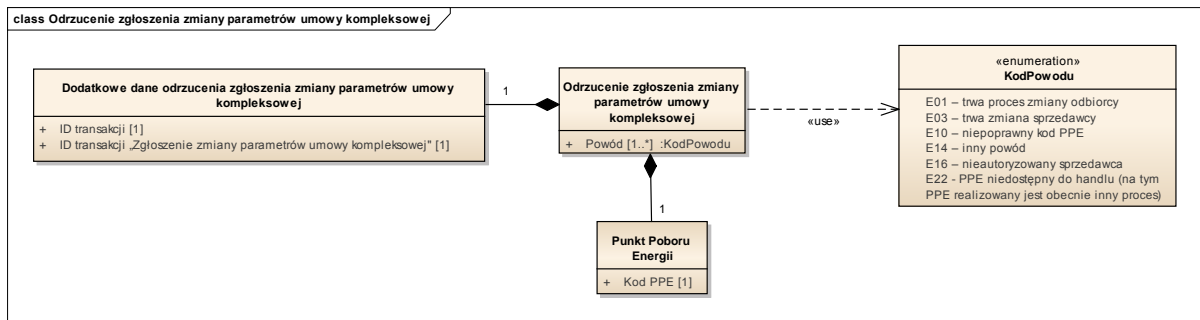 class Odrzucenie zgłoszenia zmiany parametrów umowy kompleksowej
Dodatkowe dane odrzucenia zgłoszenia zmiany parametrów umowy
kompleksowej
+ ID transakcji [1]
+ ID transakcji „Zgłoszenie zmiany parametrów umowy kompleksowej" [1]
1
Odrzucenie zgłoszenia zmiany
parametrów umowy
kompleksowej
+ Powód [1..*] :KodPowodu
«use»
«enumeration»
KodPowodu
E01 – trwa proces zmiany odbiorcy
E03 – trwa zmiana sprzedawcy
E10 – niepoprawny kod PPE
E14 – inny powód
E16 – nieautoryzowany sprzedawca
E22 - PPE niedostępny do handlu (na tym
PPE realizowany jest obecnie inny proces)
1
Punkt Poboru
Energii
+ Kod PPE [1]